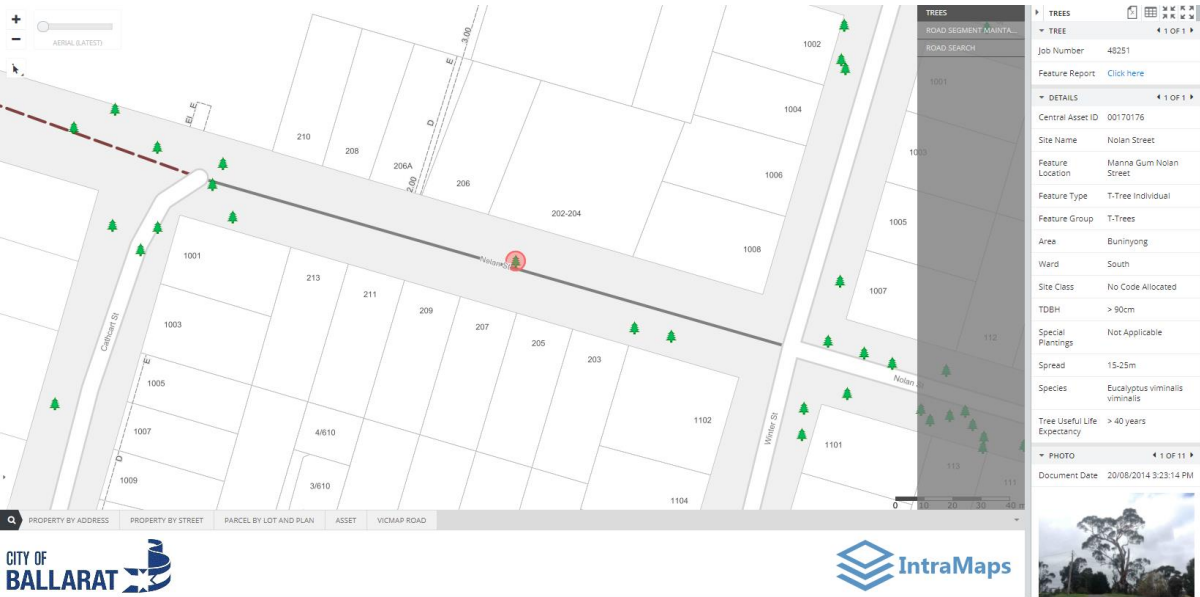 +
−
AERIAL (LATEST)
TREES
ROAD SEGMENT MAINTA...
ROAD SEARCH
3.00
E
D
2.00
E
210
208
206A
206
202-204
1002
1004
1006
1008
1001
1003
1005
1007
112
Nolan St
213
211
209
207
205
203
1001
1003
1005
1007
1009
E
D
Cathcart St
4/610
3/610
1102
1104
Winter St
Nolan
1101
113
111
0 10 20 30 40 m
PROPERTY BY ADDRESS PROPERTY BY STREET PARCEL BY LOT AND PLAN ASSET VICMAP ROAD
CITY OF
BALLARAT
IntraMaps
TREES
TREE 1 OF 1
Job Number 48251
Feature Report Click here
DETAILS 1 OF 1
Central Asset ID 00170176
Site Name Nolan Street
Feature Location Manna Gum Nolan Street
Feature Type T-Tree Individual
Feature Group T-Trees
Area Buninyong
Ward South
Site Class No Code Allocated
TDBH > 90cm
Special Plantings Not Applicable
Spread 15-25m
Species Eucalyptus viminalis viminalis
Tree Useful Life Expectancy > 40 years
PHOTO 1 OF 11
Document Date 20/08/2014 3:23:14 PM